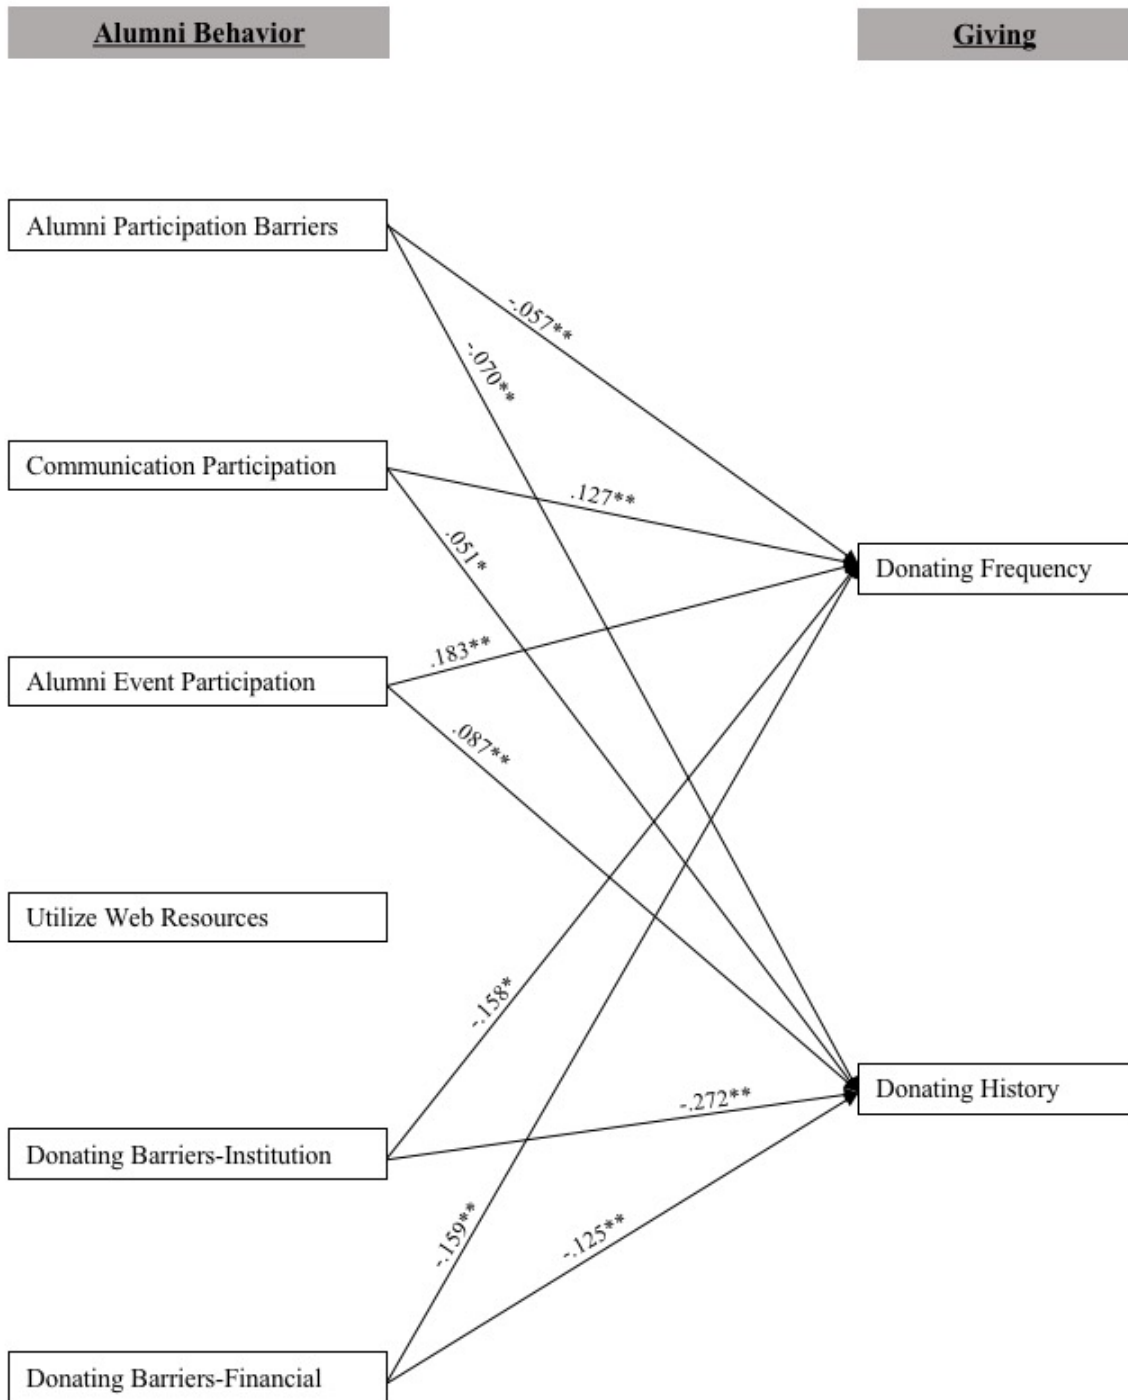 Alumni Behavior
Giving
Alumni Participation Barriers
-.057**
-.070**
Communication Participation
.127**
.051*
Donating Frequency
.183**
Alumni Event Participation
.087**
Utilize Web Resources
-.158*
Donating History
-.272**
Donating Barriers-Institution
-.159**
-.125**
Donating Barriers-Financial